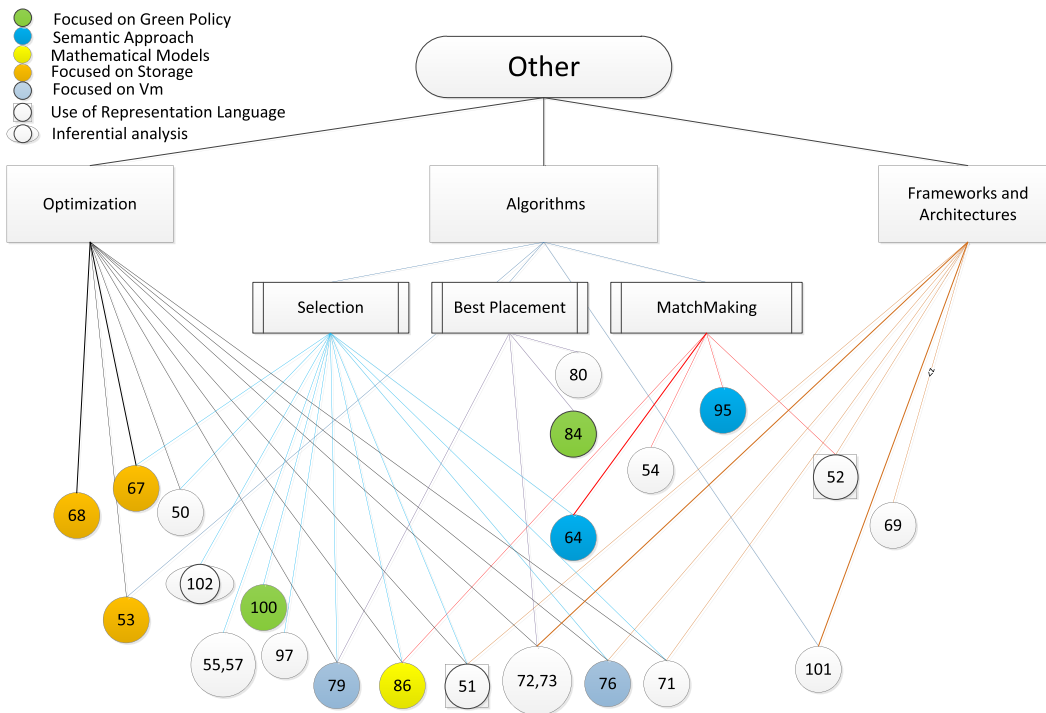 Focused on Green Policy
Semantic Approach
Mathematical Models
Focused on Storage
Focused on Vm
Use of Representation Language
Inferential analysis
Other
Optimization
Algorithms
Frameworks and
Architectures
Selection
Best Placement
MatchMaking
80
95
84
54
52
67
68
50
69
64
102
100
53
55,57
97
79
86
51
72,73
76
71
101